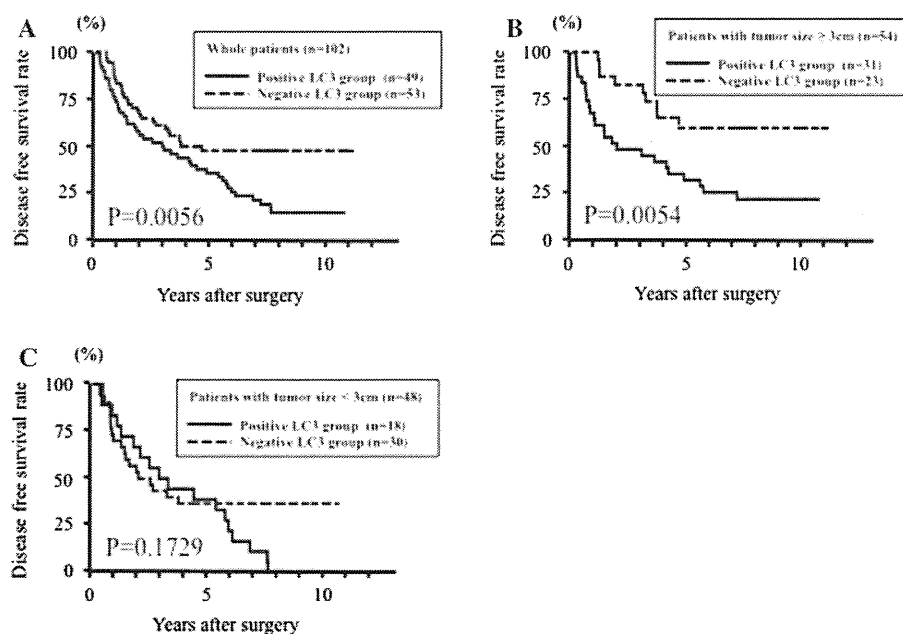 A
(%)
Disease free survival rate
100
75
50
25
0
Whole patients (n=102)
Positive LC3 group (n=49)
Negative LC3 group (n=53)
P=0.0056
0 5 10
Years after surgery
B
(%)
Disease free survival rate
100
75
50
25
0
Patients with tumor size ≥ 3cm (n=54)
Positive LC3 group (n=31)
Negative LC3 group (n=23)
P=0.0054
0 5 10
Years after surgery
C
(%)
Disease free survival rate
100
75
50
25
0
Patients with tumor size < 3cm (n=48)
Positive LC3 group (n=18)
Negative LC3 group (n=30)
P=0.1729
0 5 10
Years after surgery